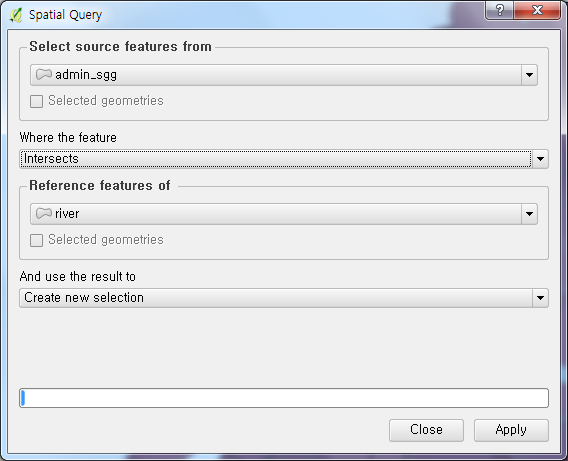 Spatial Query
Select source features from
admin_sgg
Selected geometries
Where the feature
Intersects
Reference features of
river
Selected geometries
And use the result to
Create new selection
Close Apply